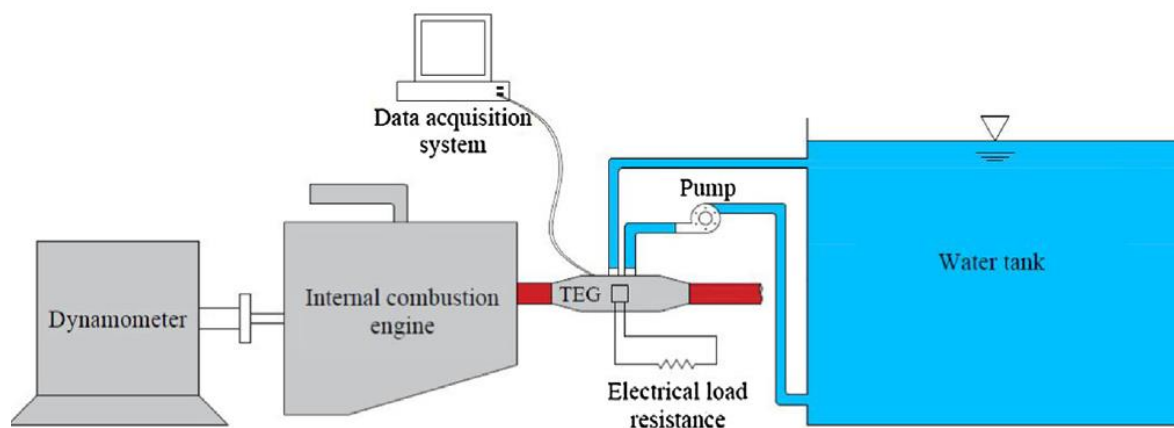 Data acquisition
system
Pump
Water tank
TEG
Internal combustion
engine
Dynamometer
Electrical load
resistance